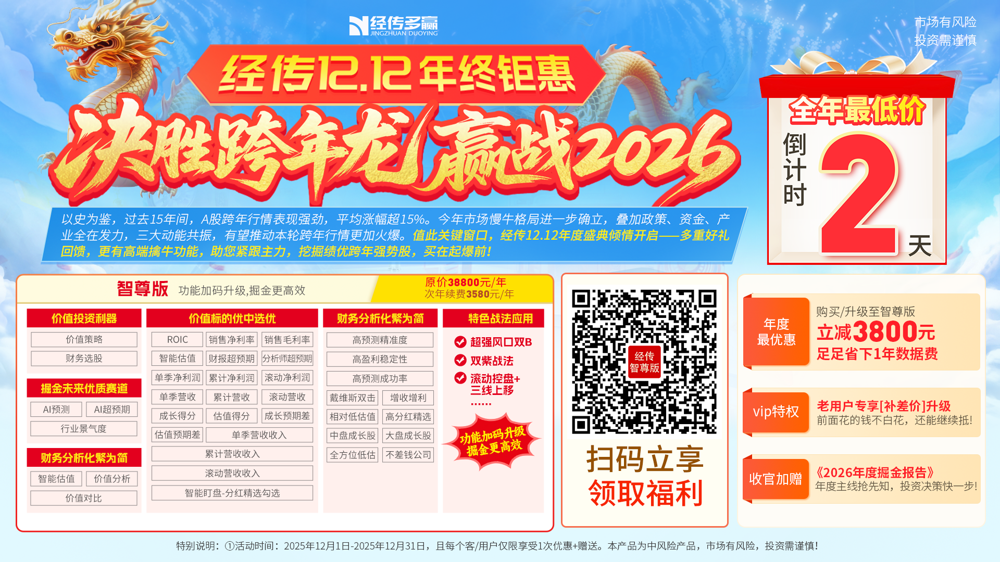 经传多赢
JINGZHUAN DUOYING
市场有风险
投资需谨慎
经传12.12年终钜惠
决胜跨年龙 赢战2026
全年最低价
倒计时
2
天
以史为鉴，过去15年间，A股跨年行情表现强劲，平均涨幅超15%。今年市场慢牛格局进一步确立，叠加政策、资金、产
业全在发力，三大动能共振，有望推动本轮跨年行情更加火爆。值此关键窗口，经传12.12年度盛典倾情开启——多重好礼
回馈，更有高端擒牛功能，助您紧跟主力，挖掘绩优跨年强势股，买在起爆前！
智尊版 功能加码升级,掘金更高效
原价38800元/年
次年续费3580元/年
价值投资利器
价值策略
财务选股
掘金未来优质赛道
AI预测 AI超预期
行业景气度
财务分析化繁为简
智能估值 价值分析
价值对比
价值标的优中选优
ROIC 销售净利率 销售毛利率
智能估值 财报超预期 分析师超预期
单季净利润 累计净利润 滚动净利润
单季营收 累计营收 滚动营收
成长得分 估值得分 成长预期差
估值预期差 单季营收收入
累计营收收入
滚动营收收入
智能盯盘-分红精选勾选
财务分析化繁为简
高预测精准度
高盈利稳定性
高预测成功率
戴维斯双击 增收增利
相对低估值 高分红精选
中盘成长股 大盘成长股
全方位低估 不差钱公司
特色战法应用
超强风口双B
双紫战法
滚动控盘+
三线上移
......
功能加码升级
掘金更高效
经传
智尊版
扫码立享
领取福利
年度
最优惠
购买/升级至智尊版
立减3800元
足足省下1年数据费
vip特权
老用户专享[补差价]升级
前面花的钱不白花，还能继续抵!
收官加赠
《2026年度掘金报告》
年度主线抢先知，投资决策快一步!
特别说明：①活动时间：2025年12月1日-2025年12月31日，且每个客/用户仅限享受1次优惠+赠送。本产品为中风险产品，市场有风险，投资需谨慎！